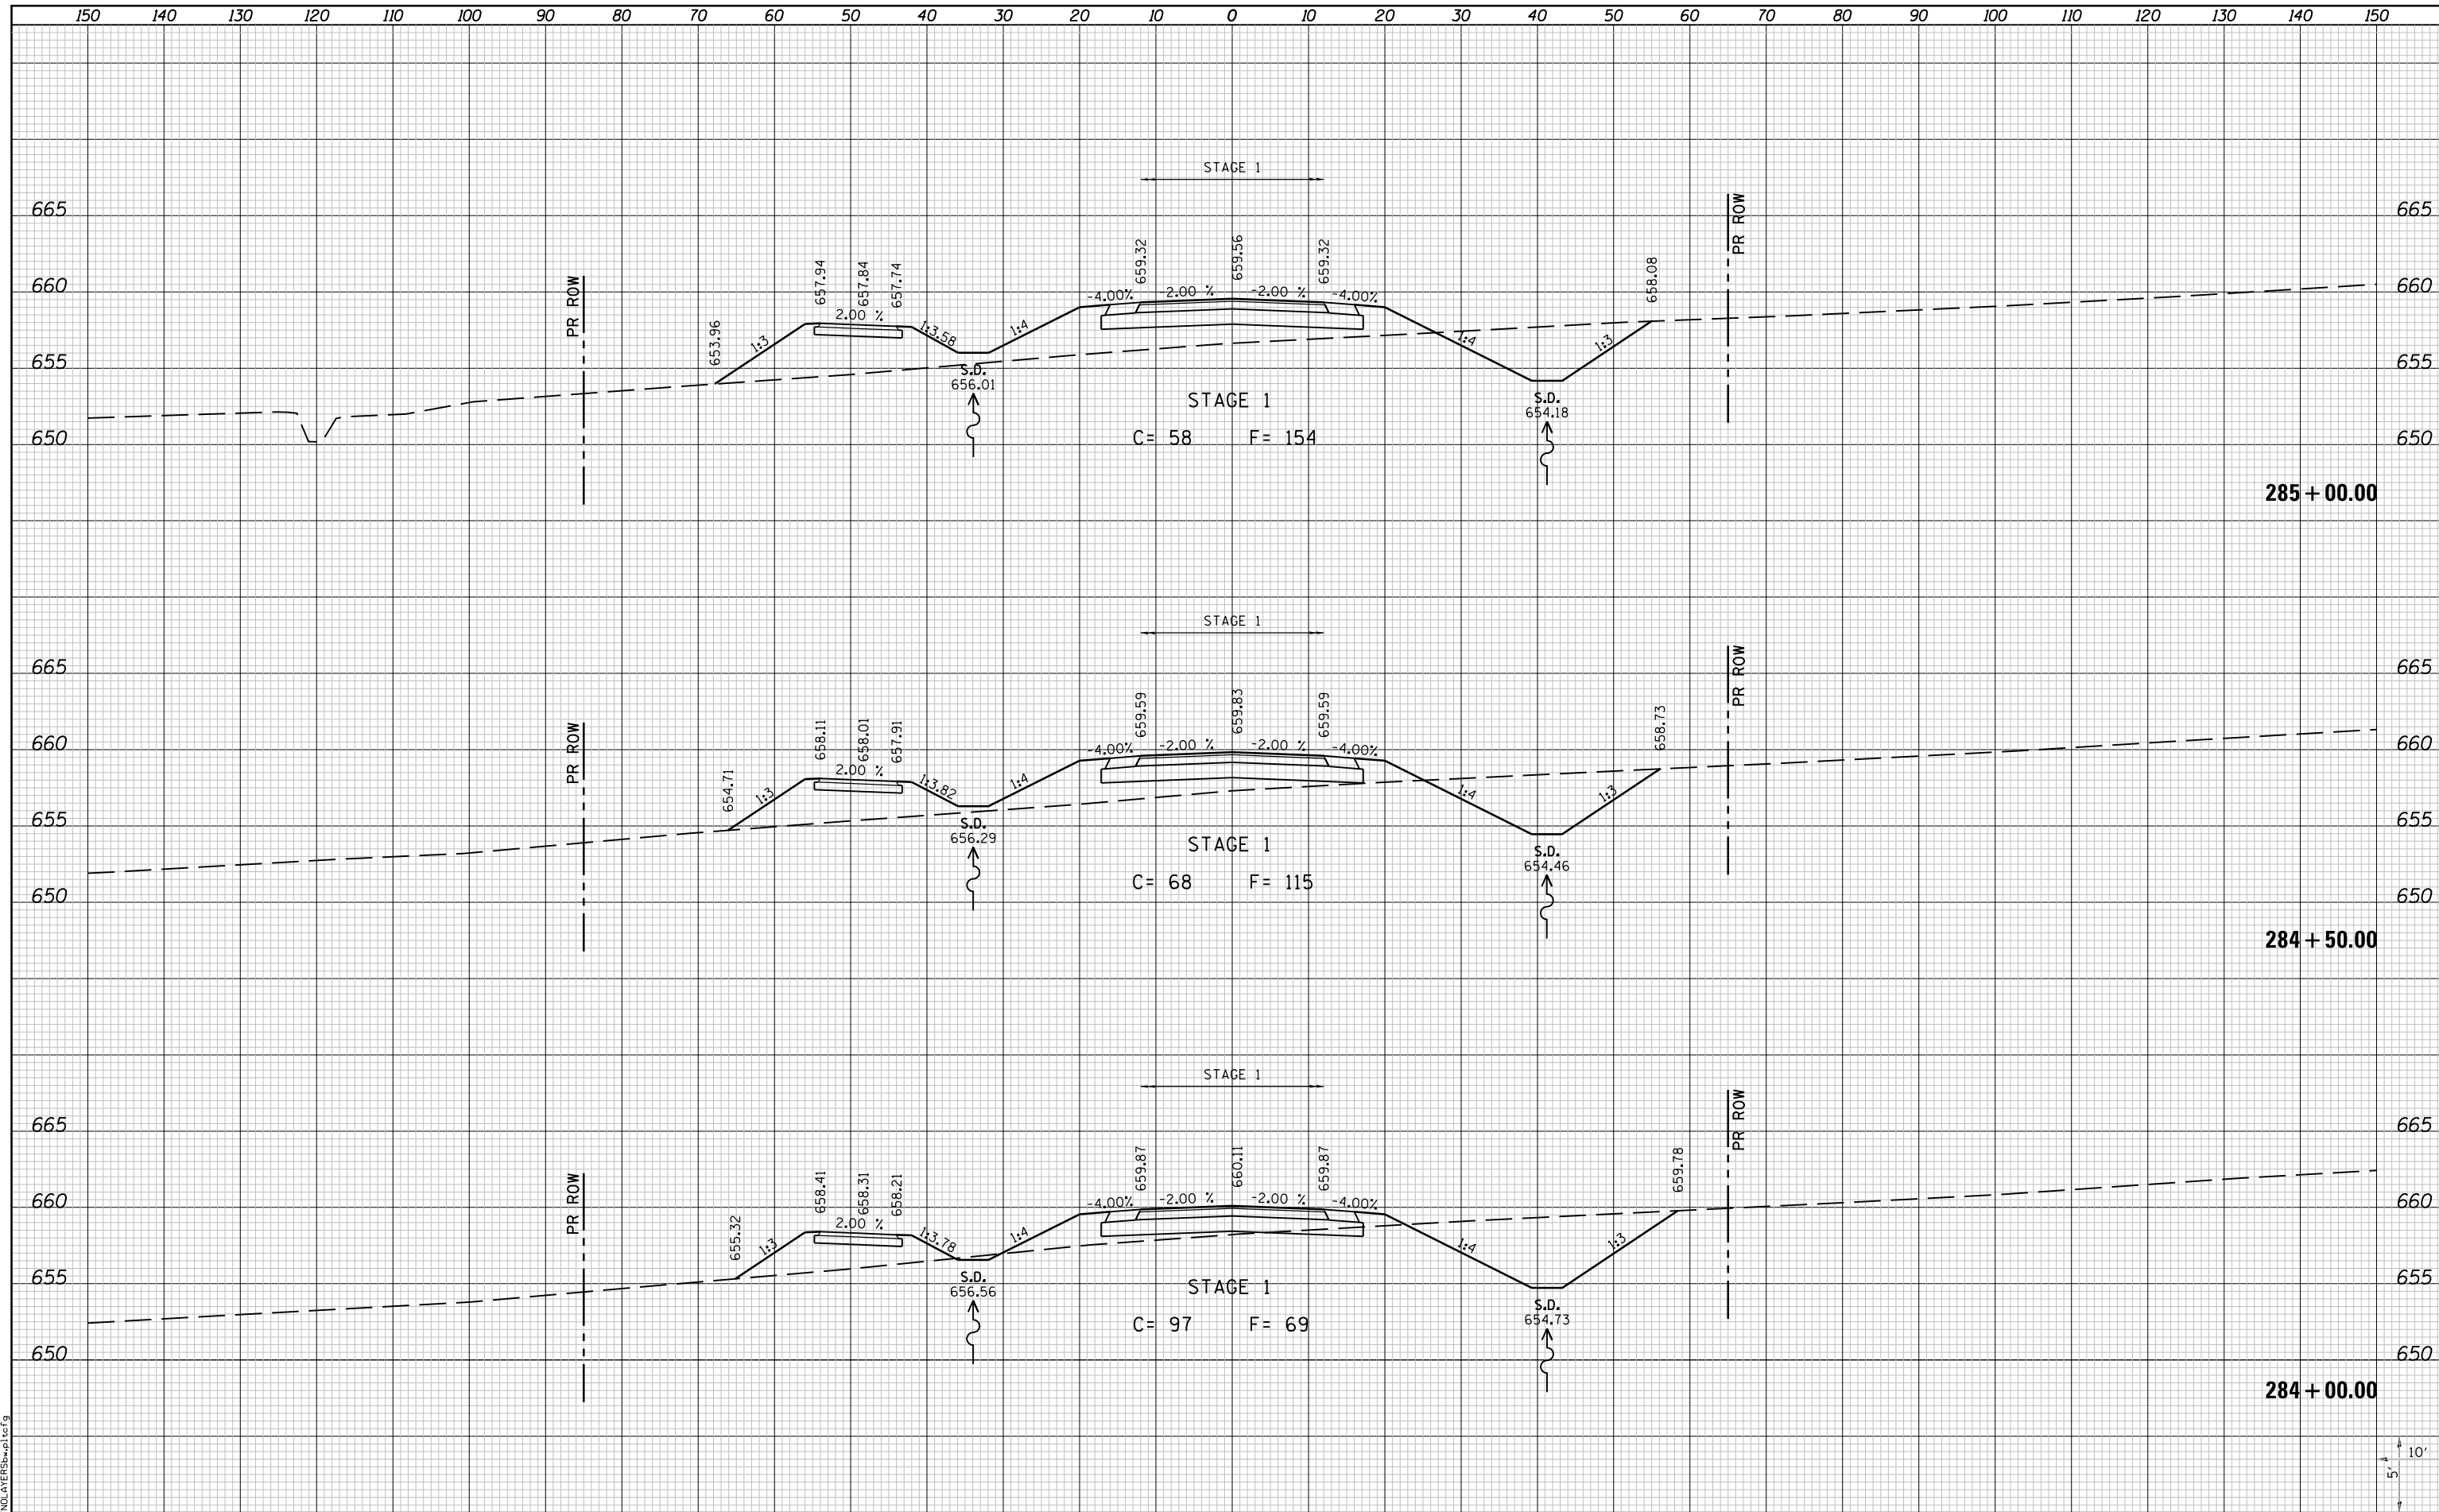 150 140 130 120 110 100 90 80 70 60 50 40 30 20 10 0 10 20 30 40 50 60 70 80 90 100 110 120 130 140 150
STAGE 1
665 665
PR ROW PR ROW
659.32 659.56 659.32
657.94 657.84 657.74
658.08
660 660
-4.00% -2.00 % -2.00 % -4.00%
2.00 %
653.96
1:3 1:3.58 1:4 1:4 1:3
655 655
S.D.
656.01
S.D.
654.18
STAGE 1
650 650
C= 58 F= 154
285+00.00
STAGE 1
665 665
PR ROW PR ROW
659.59 659.83 659.59
658.11 658.01 657.91
658.73
660 660
-4.00% -2.00 % -2.00 % -4.00%
2.00 %
654.71
1:3 1:3.82 1:4 1:4 1:3
655 655
S.D.
656.29
S.D.
654.46
STAGE 1
C= 68 F= 115
650 650
284+50.00
STAGE 1
665 665
PR ROW PR ROW
659.87 660.11 659.87
658.41 658.31 658.21
659.78
660 660
-4.00% -2.00 % -2.00 % -4.00%
2.00 %
655.32
1:3 1:3.78 1:4 1:4 1:3
655 655
S.D.
656.56
S.D.
654.73
STAGE 1
C= 97 F= 69
650 650
284+00.00
10'
5'
NOLAYERSbw.pltcfg